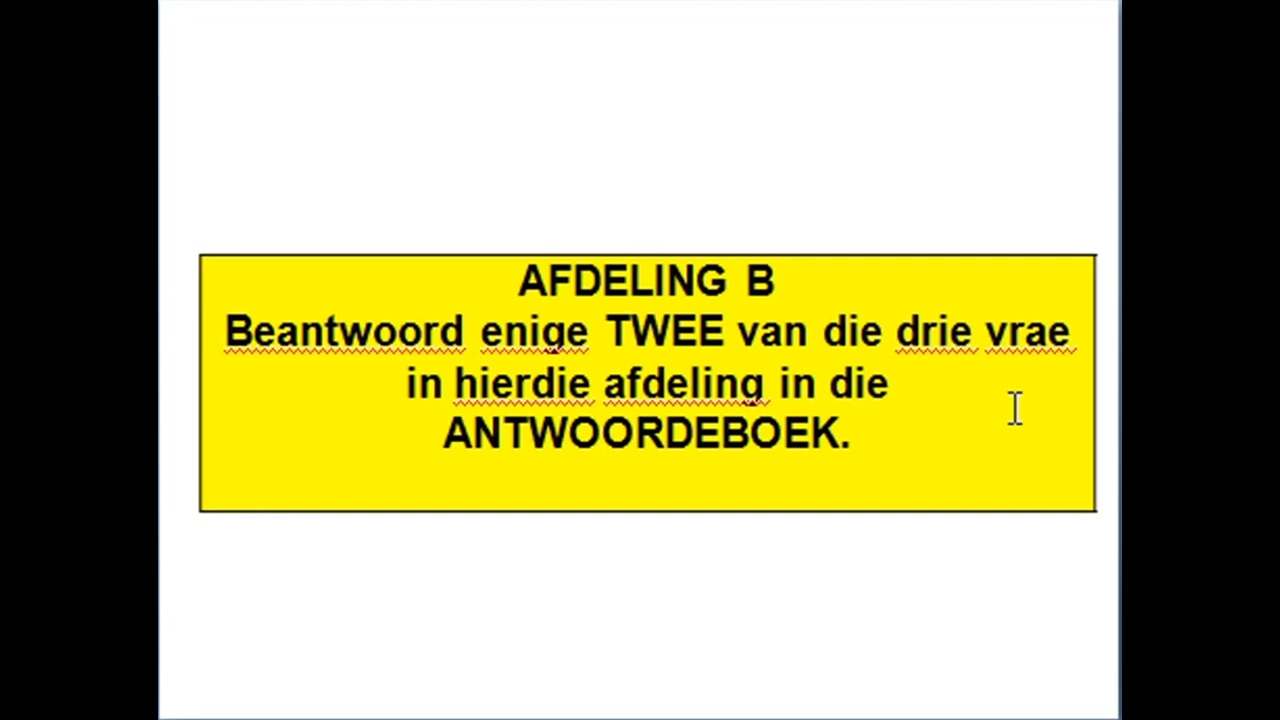 AFDELING B
Beantwoord enige TWEE van die drie vrae
in hierdie afdeling in die
ANTWOORDEBOEK.